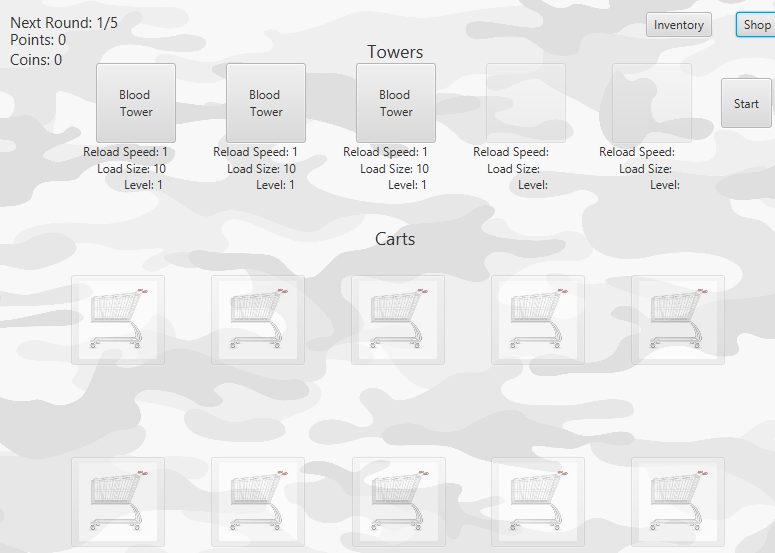 Next Round: 1/5
Points: 0
Coins: 0
Inventory
Shop
Towers
Blood
Tower
Blood
Tower
Blood
Tower
Start
Reload Speed: 1
Load Size: 10
Level: 1
Reload Speed: 1
Load Size: 10
Level: 1
Reload Speed: 1
Load Size: 10
Level: 1
Reload Speed:
Load Size:
Level:
Reload Speed:
Load Size:
Level:
Carts